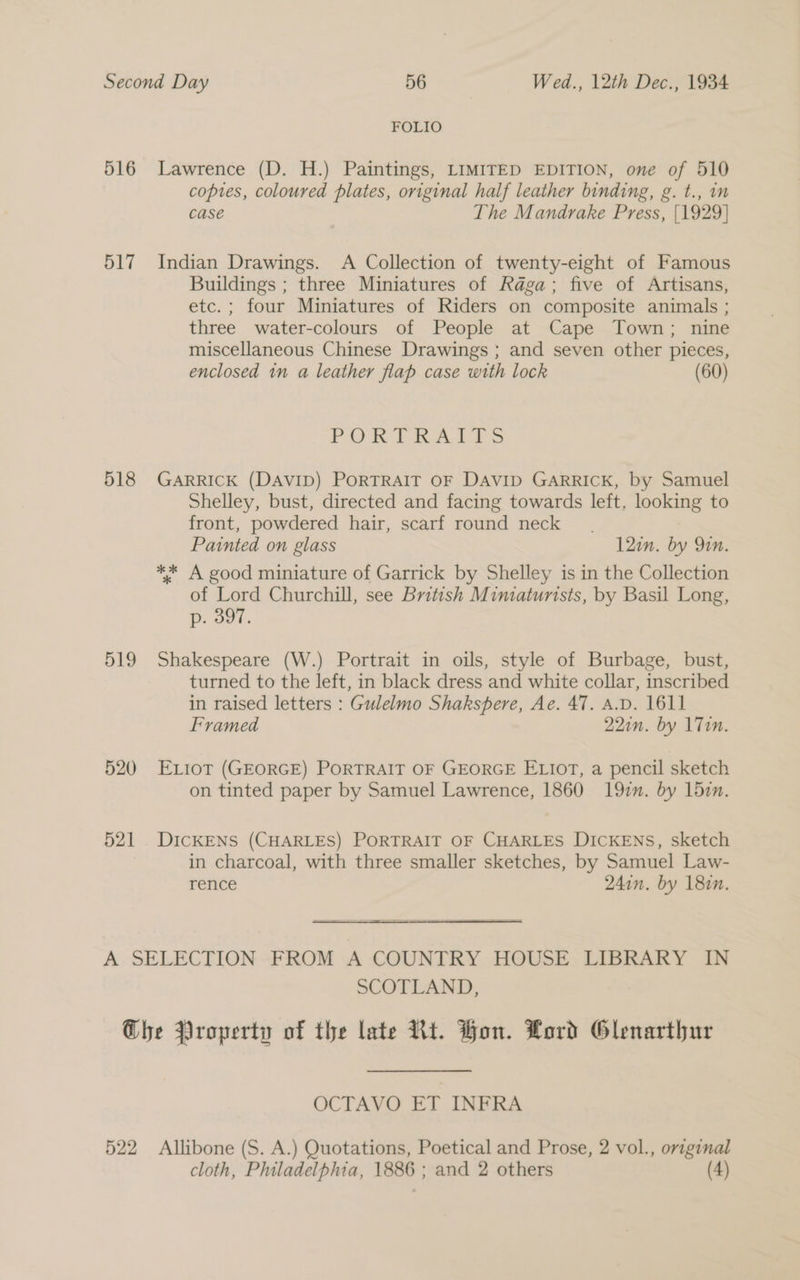 Second Day 56 Wed., 12th Dec., 1934
FOLIO
516 Lawrence (D. H.) Paintings, LIMITED EDITION, one of 510
copies, coloured plates, original half leather binding, g. t., in
case The Mandrake Press, [1929]
517 Indian Drawings. A Collection of twenty-eight of Famous
Buildings ; three Miniatures of Rāga ; five of Artisans,
etc. ; four Miniatures of Riders on composite animals ;
three water-colours of People at Cape Town ; nine
miscellaneous Chinese Drawings ; and seven other pieces,
enclosed in a leather flap case with lock (60)
PORTRAITS
518 GARRICK (DAVID) PORTRAIT OF DAVID GARRICK, by Samuel
Shelley, bust, directed and facing towards left, looking to
front, powdered hair, scarf round neck
Painted on glass 12in. by 9in.
*** A good miniature of Garrick by Shelley is in the Collection
of Lord Churchill, see British Miniaturists, by Basil Long,
p. 397.
519 Shakespeare (W.) Portrait in oils, style of Burbage, bust,
turned to the left, in black dress and white collar, inscribed
in raised letters : Gulelmo Shakspere, Ae. 47. A.D. 1611
Framed 22in. by 17in.
520 ELIOT (GEORGE) PORTRAIT OF GEORGE ELIOT, a pencil sketch
on tinted paper by Samuel Lawrence, 1860 19in. by 15in.
521 DICKENS (CHARLES) PORTRAIT OF CHARLES DICKENS, sketch
in charcoal, with three smaller sketches, by Samuel Law-
rence 24in. by 18in.
A SELECTION FROM A COUNTRY HOUSE LIBRARY IN
SCOTLAND,
The Property of the late Rt. Hon. Lord Glenarthur
OCTAVO ET INFRA
522 Allibone (S. A.) Quotations, Poetical and Prose, 2 vol., original
cloth, Philadelphia, 1886 ; and 2 others (4)